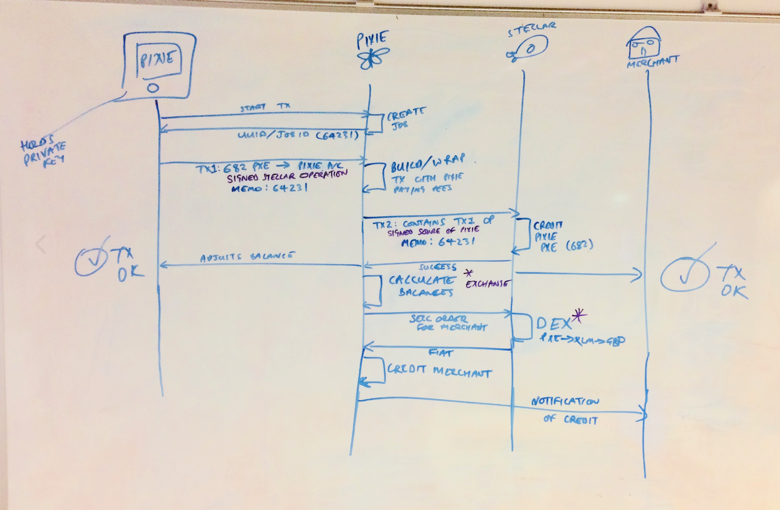 PIXIE
PIXIE
STELLAR
MERCHANT
HOLDS
PRIVATE
KEY
START TX
CREATE
JOB
UUID/JOBID (64231)
TX1: 682 PXE → PIXIE A/C
SIGNED STELLAR OPERATION
MEMO: 64231
BUILD/WRAP
TX WITH PIXIE
PAYING FEES
TX2: CONTAINS TX1 OP
SIGNED SOURCE OF PIXIE
MEMO: 64231
CREDIT
PIXIE
PXE (682)
TX
OK
ADJUSTS BALANCE
SUCCESS
TX
OK
CALCULATE
BALANCES
* EXCHANGE
SELL ORDER
FOR MERCHANT
DEX*
PXE→XLM→GBP
FIAT
CREDIT MERCHANT
NOTIFICATION
OF CREDIT